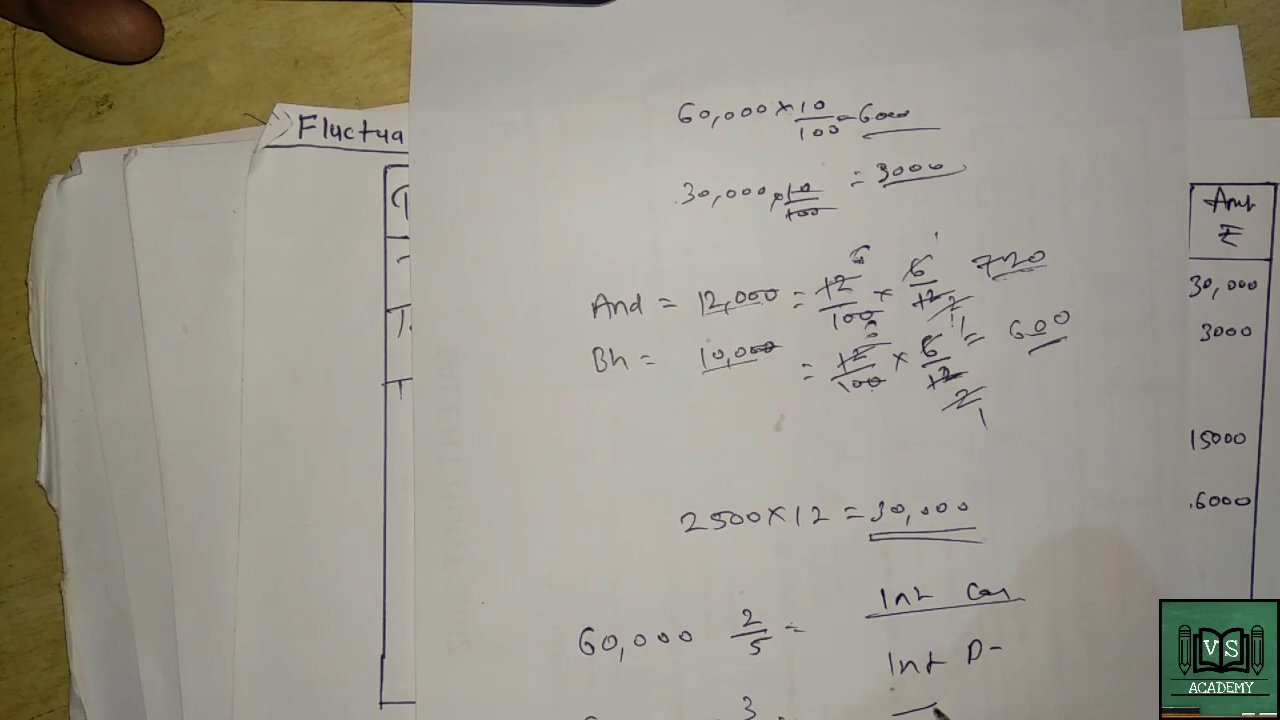 Fluctua
60,000 × 10/100 = 6000
30,000 × 10/100 = 3000
And = 12,000 = 12/100 × 6/12 720
Bh = 10,000 = 12/100 × 6/12 = 600
2500 × 12 = 30,000
60,000 2/5 =
Int Cap
Int D-
3
Amt
₹
30,000
3000
15000
6000
VS
ACADEMY